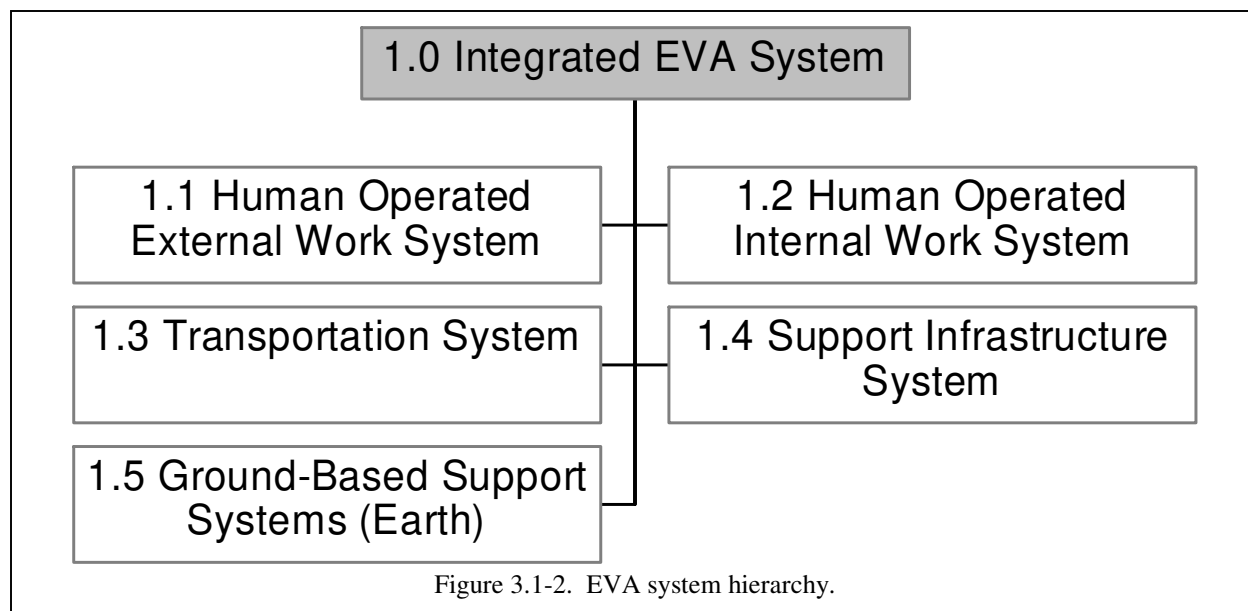 1.0 Integrated EVA System
1.1 Human Operated
External Work System
1.2 Human Operated
Internal Work System
1.3 Transportation System
1.4 Support Infrastructure
System
1.5 Ground-Based Support
Systems (Earth)
Figure 3.1-2. EVA system hierarchy.